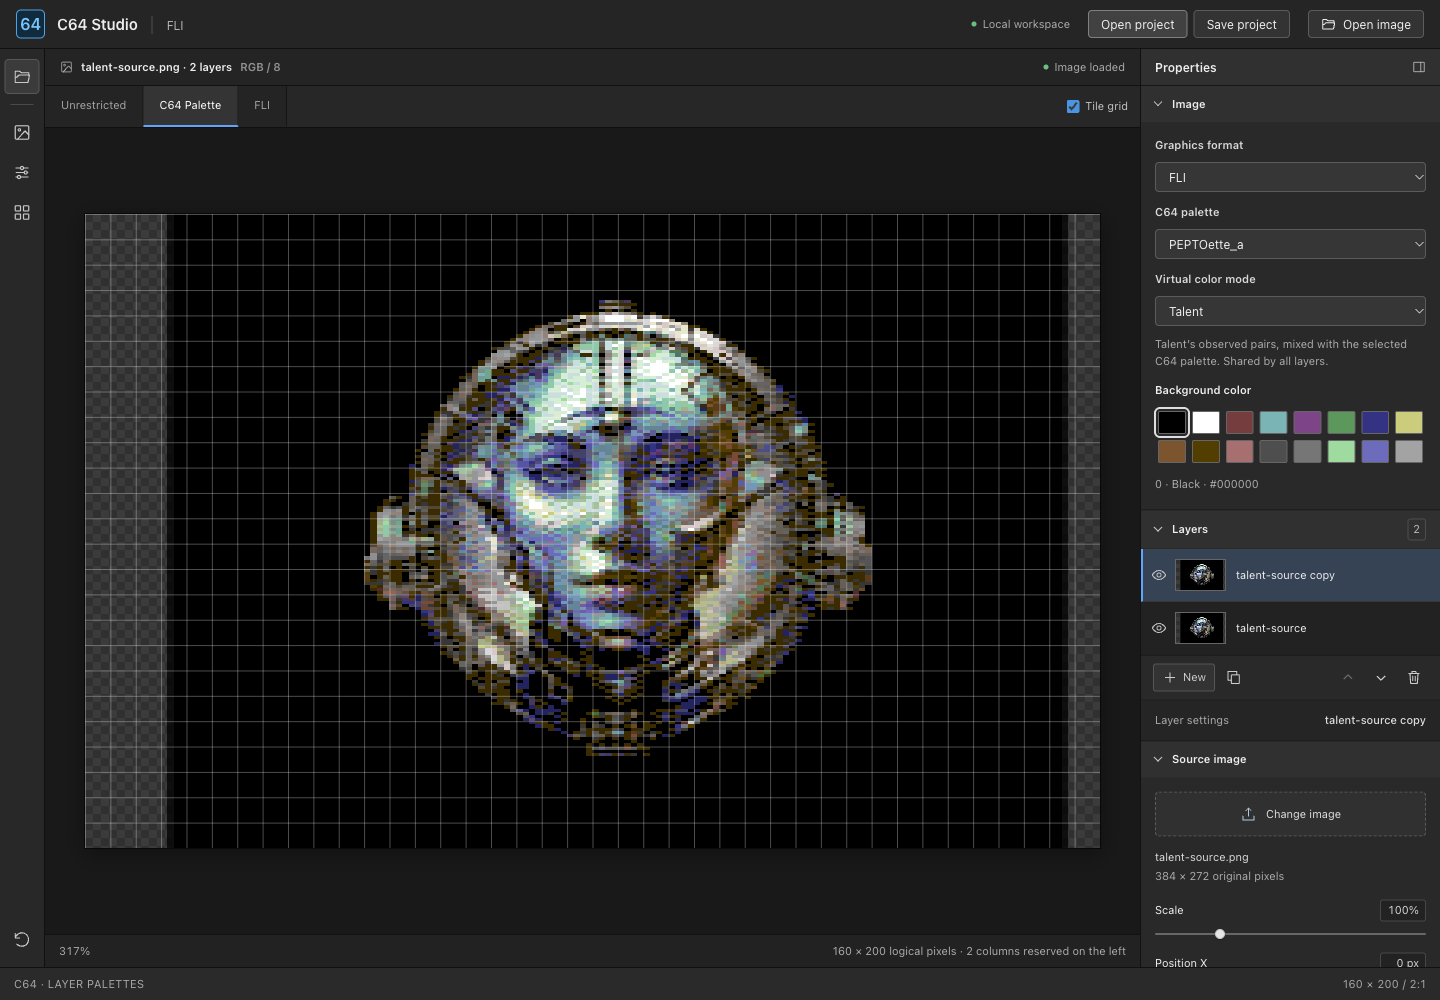 64 C64 Studio FLI
Local workspace Open project Save project Open image
talent-source.png · 2 layers RGB / 8 Image loaded
Unrestricted C64 Palette FLI Tile grid
317% 160 × 200 logical pixels · 2 columns reserved on the left
Properties
Image
Graphics format
FLI
C64 palette
PEPTOette_a
Virtual color mode
Talent
Talent's observed pairs, mixed with the selected
C64 palette. Shared by all layers.
Background color
0 · Black · #000000
Layers 2
talent-source copy
talent-source
New
Layer settings talent-source copy
Source image
Change image
talent-source.png
384 × 272 original pixels
Scale 100%
Position X 0 px
C64 · LAYER PALETTES 160 × 200 / 2:1